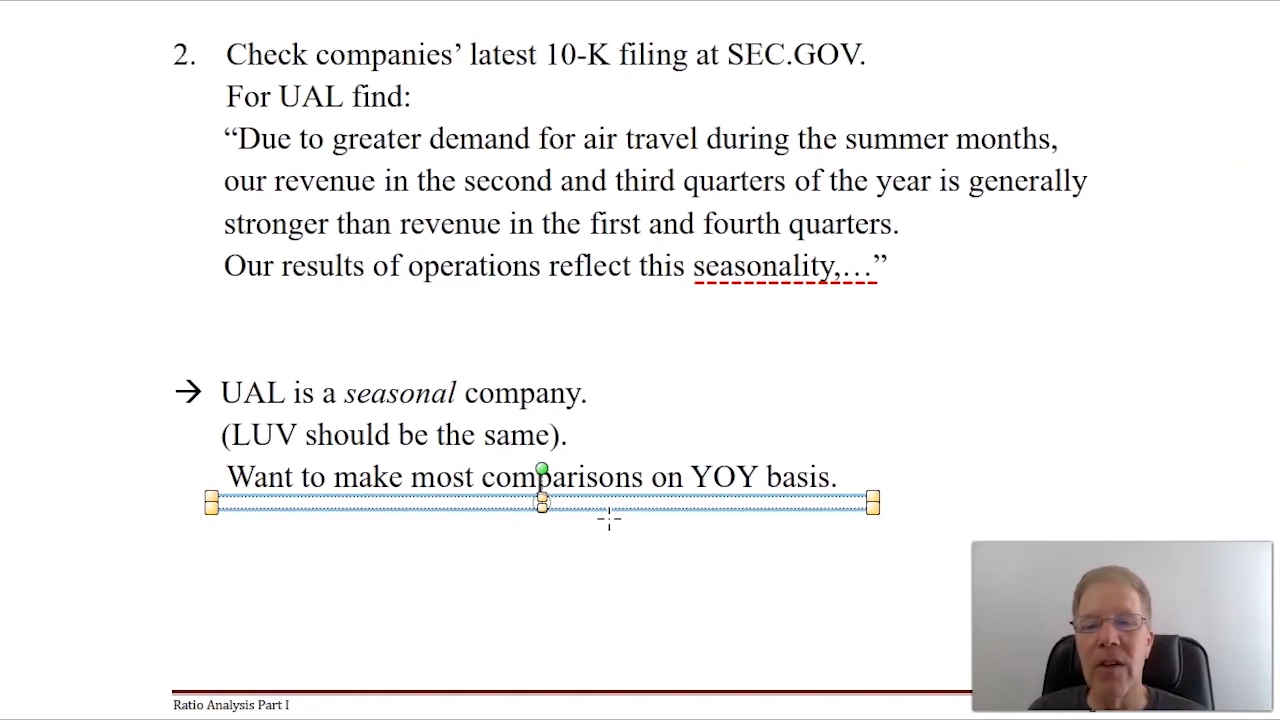 2. Check companies’ latest 10-K filing at SEC.GOV.
For UAL find:
“Due to greater demand for air travel during the summer months,
our revenue in the second and third quarters of the year is generally
stronger than revenue in the first and fourth quarters.
Our results of operations reflect this seasonality,…”
→ UAL is a seasonal company.
(LUV should be the same).
Want to make most comparisons on YOY basis.
Ratio Analysis Part I